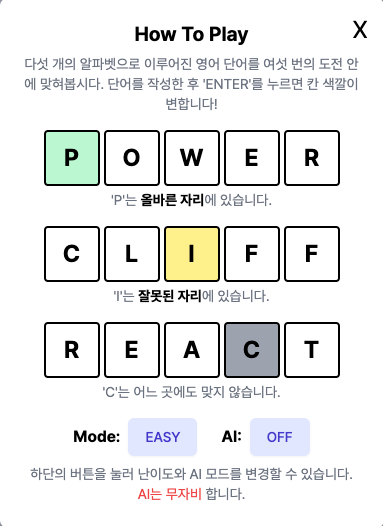 How To Play
X
다섯 개의 알파벳으로 이루어진 영어 단어를 여섯 번의 도전 안
에 맞춰봅시다. 단어를 작성한 후 'ENTER'를 누르면 칸 색깔이
변합니다!
P O W E R
'P'는 올바른 자리에 있습니다.
C L I F F
'I'는 잘못된 자리에 있습니다.
R E A C T
'C'는 어느 곳에도 맞지 않습니다.
Mode: EASY AI: OFF
하단의 버튼을 눌러 난이도와 AI 모드를 변경할 수 있습니다.
AI는 무자비 합니다.